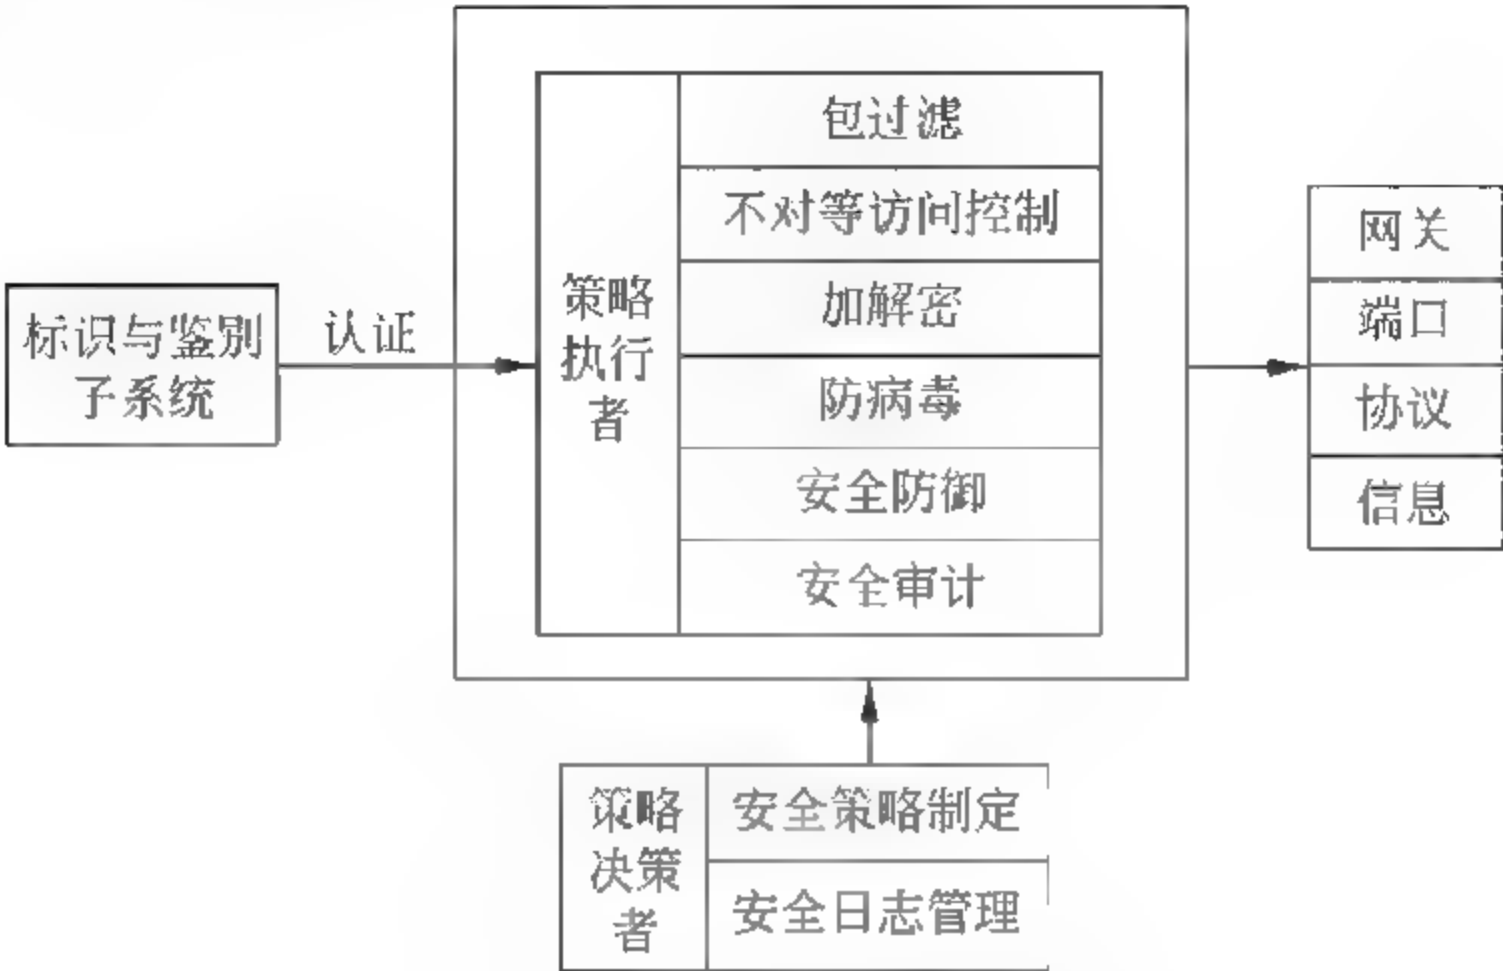 标识与鉴别
子系统
认证
策略
执行
者
包过滤
不对等访问控制
加解密
防病毒
安全防御
安全审计
网关
端口
协议
信息
策略
决策
者
安全策略制定
安全日志管理